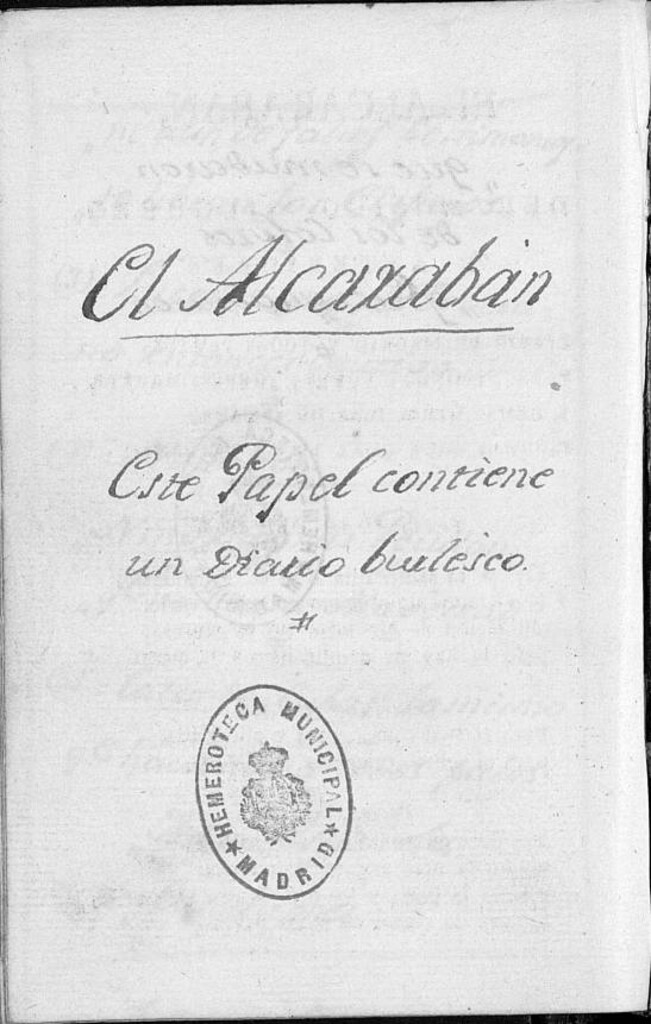 El Alcaraban
Este Papel contiene
un Diario burlesco.
#
HEMEROTECA MUNICIPAL
★ MADRID ★